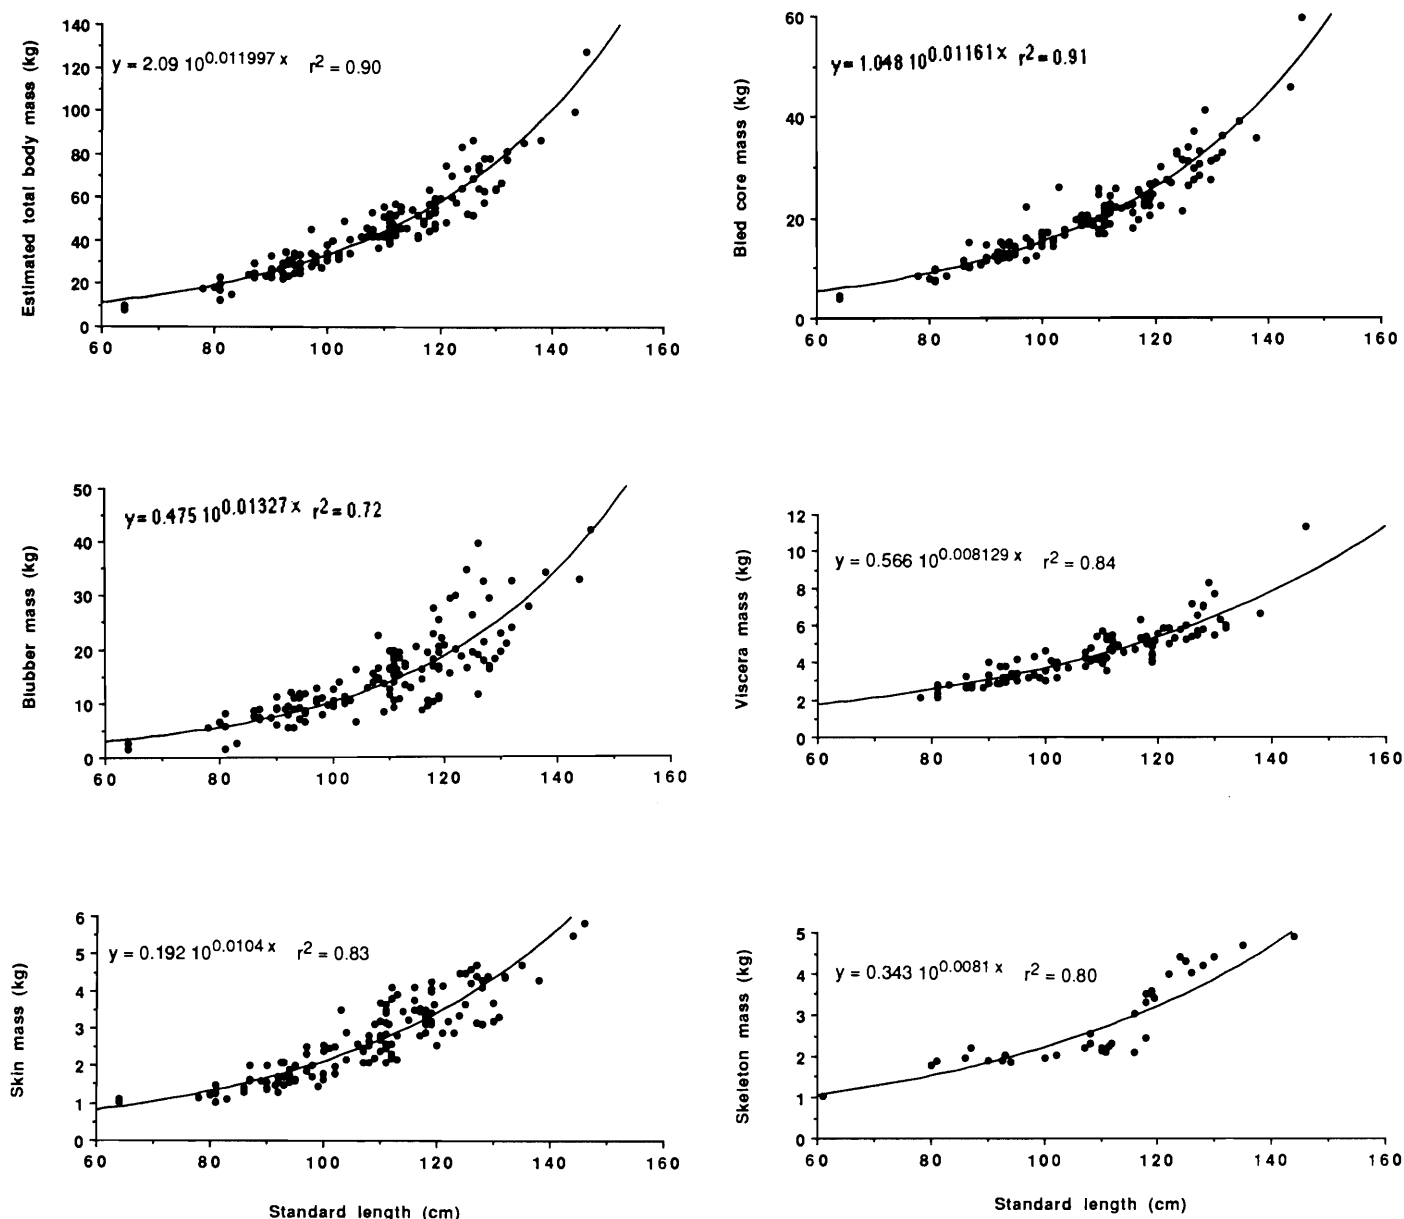 Estimated total body mass (kg)
140
120
100
80
60
40
20
0
y = 2.09 10^0.011997 x r^2 = 0.90
60 80 100 120 140 160
Bled core mass (kg)
60
40
20
0
y = 1.048 10^0.01161 x r^2 = 0.91
60 80 100 120 140 160
Blubber mass (kg)
50
40
30
20
10
0
y = 0.475 10^0.01327 x r^2 = 0.72
60 80 100 120 140 160
Viscera mass (kg)
12
10
8
6
4
2
0
y = 0.566 10^0.008129 x r^2 = 0.84
60 80 100 120 140 160
Skin mass (kg)
6
5
4
3
2
1
0
y = 0.192 10^0.0104 x r^2 = 0.83
60 80 100 120 140 160
Standard length (cm)
Skeleton mass (kg)
5
4
3
2
1
0
y = 0.343 10^0.0081 x r^2 = 0.80
60 80 100 120 140 160
Standard length (cm)